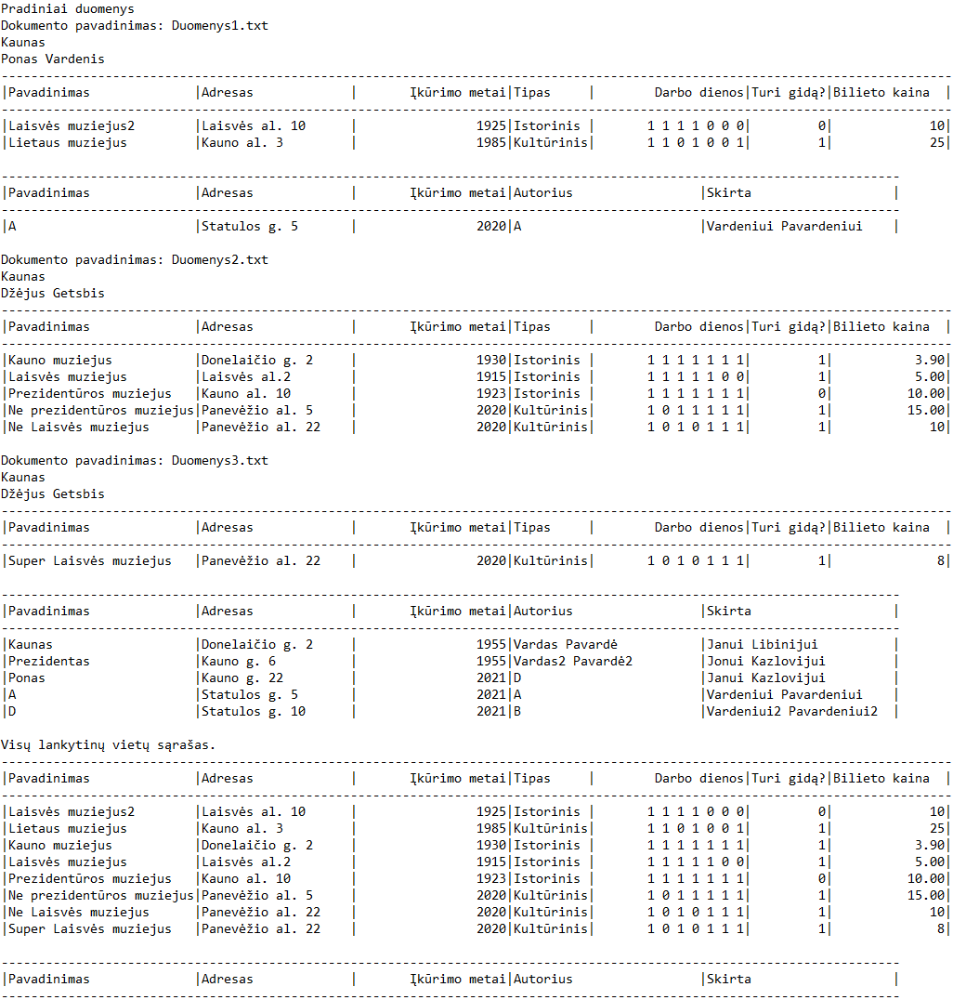 Pradiniai duomenys
Dokumento pavadinimas: Duomenys1.txt
Kaunas
Ponas Vardenis
--------------------------------------------------------------------------------------------------------------------------------
|Pavadinimas              |Adresas             |       Įkūrimo metai|Tipas     |        Darbo dienos|Turi gidą?|Bilieto kaina  |
--------------------------------------------------------------------------------------------------------------------------------
|Laisvės muziejus2        |Laisvės al. 10      |                1925|Istorinis |       1 1 1 1 0 0 0|         0|             10|
|Lietaus muziejus         |Kauno al. 3         |                1985|Kultūrinis|       1 1 0 1 0 0 1|         1|             25|

-------------------------------------------------------------------------------------------------------------------------
|Pavadinimas              |Adresas             |       Įkūrimo metai|Autorius                 |Skirta                   |
-------------------------------------------------------------------------------------------------------------------------
|A                        |Statulos g. 5       |                2020|A                        |Vardeniui Pavardeniui    |

Dokumento pavadinimas: Duomenys2.txt
Kaunas
Džėjus Getsbis
--------------------------------------------------------------------------------------------------------------------------------
|Pavadinimas              |Adresas             |       Įkūrimo metai|Tipas     |        Darbo dienos|Turi gidą?|Bilieto kaina  |
--------------------------------------------------------------------------------------------------------------------------------
|Kauno muziejus           |Donelaičio g. 2     |                1930|Istorinis |       1 1 1 1 1 1 1|         1|           3.90|
|Laisvės muziejus         |Laisvės al.2        |                1915|Istorinis |       1 1 1 1 1 0 0|         1|           5.00|
|Prezidentūros muziejus   |Kauno al. 10        |                1923|Istorinis |       1 1 1 1 1 1 1|         0|          10.00|
|Ne prezidentūros muziejus|Panevėžio al. 5     |                2020|Kultūrinis|       1 0 1 1 1 1 1|         1|          15.00|
|Ne Laisvės muziejus      |Panevėžio al. 22    |                2020|Kultūrinis|       1 0 1 0 1 1 1|         1|             10|

Dokumento pavadinimas: Duomenys3.txt
Kaunas
Džėjus Getsbis
--------------------------------------------------------------------------------------------------------------------------------
|Pavadinimas              |Adresas             |       Įkūrimo metai|Tipas     |        Darbo dienos|Turi gidą?|Bilieto kaina  |
--------------------------------------------------------------------------------------------------------------------------------
|Super Laisvės muziejus   |Panevėžio al. 22    |                2020|Kultūrinis|       1 0 1 0 1 1 1|         1|              8|

-------------------------------------------------------------------------------------------------------------------------
|Pavadinimas              |Adresas             |       Įkūrimo metai|Autorius                 |Skirta                   |
-------------------------------------------------------------------------------------------------------------------------
|Kaunas                   |Donelaičio g. 2     |                1955|Vardas Pavardė           |Janui Libinijui          |
|Prezidentas              |Kauno g. 6          |                1955|Vardas2 Pavardė2         |Jonui Kazlovijui         |
|Ponas                    |Kauno g. 22         |                2021|D                        |Janui Kazlovijui         |
|A                        |Statulos g. 5       |                2021|A                        |Vardeniui Pavardeniui    |
|D                        |Statulos g. 10      |                2021|B                        |Vardeniui2 Pavardeniui2  |

Visų lankytinų vietų sąrašas.
--------------------------------------------------------------------------------------------------------------------------------
|Pavadinimas              |Adresas             |       Įkūrimo metai|Tipas     |        Darbo dienos|Turi gidą?|Bilieto kaina  |
--------------------------------------------------------------------------------------------------------------------------------
|Laisvės muziejus2        |Laisvės al. 10      |                1925|Istorinis |       1 1 1 1 0 0 0|         0|             10|
|Lietaus muziejus         |Kauno al. 3         |                1985|Kultūrinis|       1 1 0 1 0 0 1|         1|             25|
|Kauno muziejus           |Donelaičio g. 2     |                1930|Istorinis |       1 1 1 1 1 1 1|         1|           3.90|
|Laisvės muziejus         |Laisvės al.2        |                1915|Istorinis |       1 1 1 1 1 0 0|         1|           5.00|
|Prezidentūros muziejus   |Kauno al. 10        |                1923|Istorinis |       1 1 1 1 1 1 1|         0|          10.00|
|Ne prezidentūros muziejus|Panevėžio al. 5     |                2020|Kultūrinis|       1 0 1 1 1 1 1|         1|          15.00|
|Ne Laisvės muziejus      |Panevėžio al. 22    |                2020|Kultūrinis|       1 0 1 0 1 1 1|         1|             10|
|Super Laisvės muziejus   |Panevėžio al. 22    |                2020|Kultūrinis|       1 0 1 0 1 1 1|         1|              8|

-------------------------------------------------------------------------------------------------------------------------
|Pavadinimas              |Adresas             |       Įkūrimo metai|Autorius                 |Skirta                   |
-------------------------------------------------------------------------------------------------------------------------